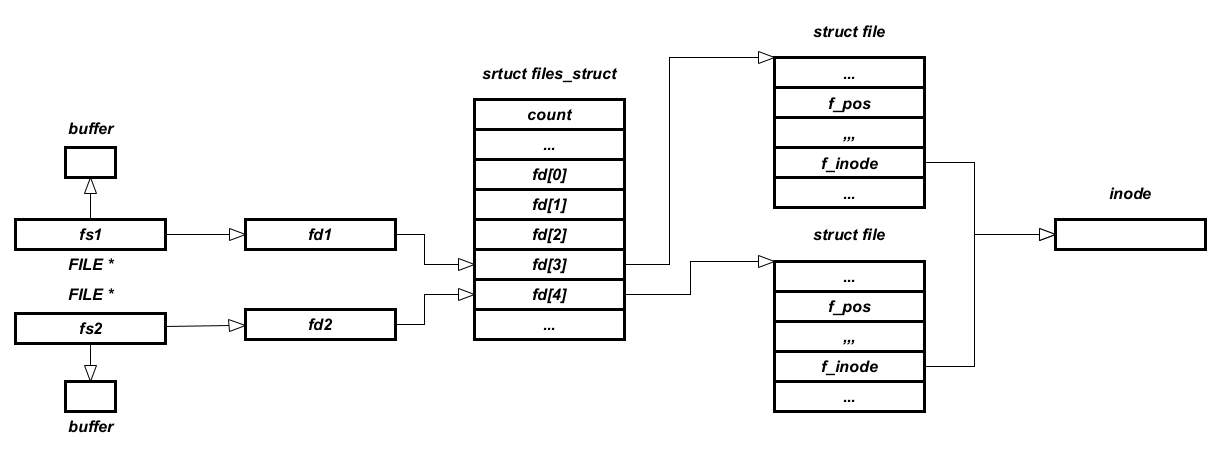 struct file
srtuct files_struct
...
count
f_pos
buffer
...
,,,
fd[0]
f_inode
fd[1]
...
inode
fs1
fd1
fd[2]
struct file
FILE *
fd[3]
FILE *
fd[4]
...
fs2
fd2
...
f_pos
,,,
f_inode
...
buffer